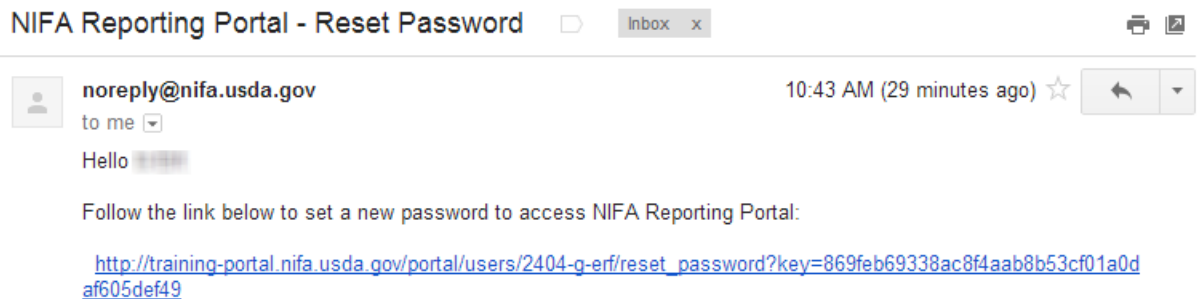 NIFA Reporting Portal - Reset Password Inbox x
noreply@nifa.usda.gov 10:43 AM (29 minutes ago)
to me
Hello
Follow the link below to set a new password to access NIFA Reporting Portal:
http://training-portal.nifa.usda.gov/portal/users/2404-g-erf/reset_password?key=869feb69338ac8f4aab8b53cf01a0d
af605def49